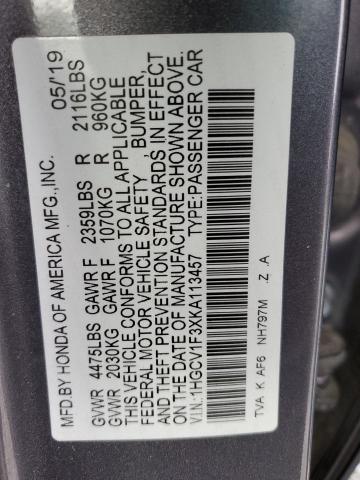 MFD.BY HONDA OF AMERICA MFG.,INC. 05/'19
GVWR 4475LBS GAWR F 2359LBS R 2116LBS
GVWR 2030KG GAWR F 1070KG R 960KG
THIS VEHICLE CONFORMS TO ALL APPLICABLE
FEDERAL MOTOR VEHICLE SAFETY BUMPER,
AND THEFT PREVENTION STANDARDS IN EFFECT
ON THE DATE OF MANUFACTURE SHOWN ABOVE.
V.I.N.:1HGCV1F3XKA113457 TYPE:PASSENGER CAR
TVA K AF6 NH797M .Z .A